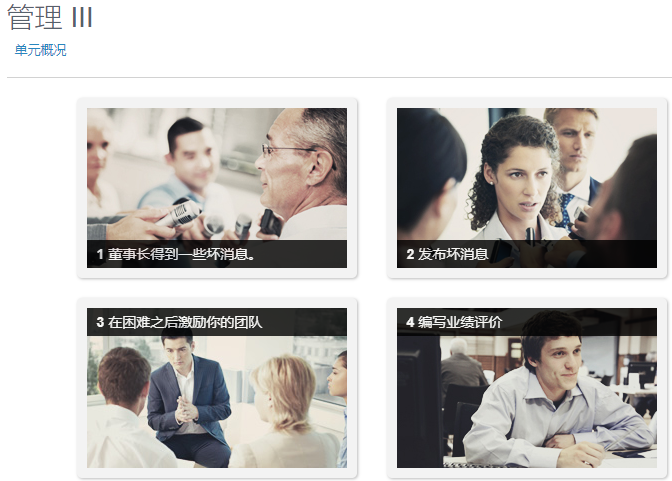 管理 III
单元概况
1 董事长得到一些坏消息。
2 发布坏消息
3 在困难之后激励你的团队
4 编写业绩评价